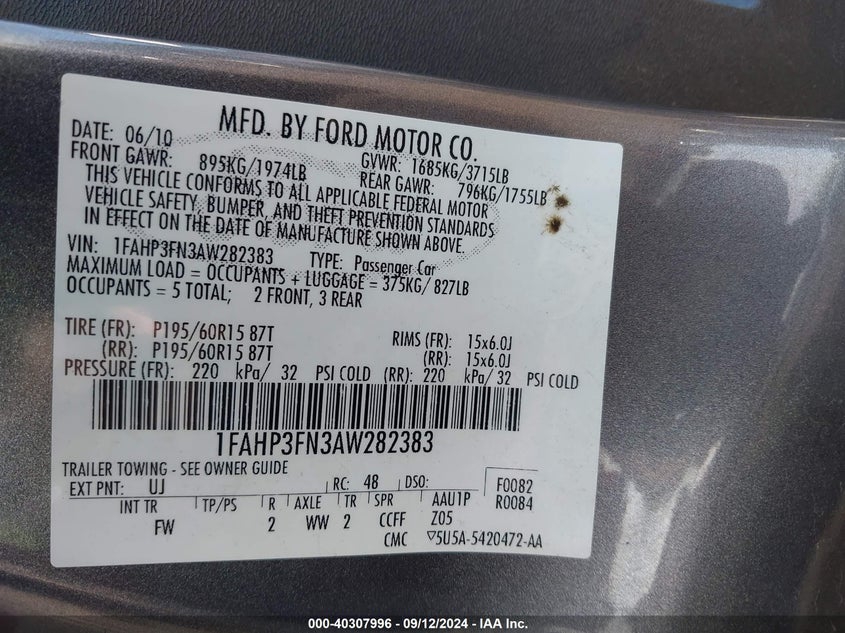 MFD. BY FORD MOTOR CO.
DATE: 06/10
FRONT GAWR: 895KG/1974LB
GVWR: 1685KG/3715LB
REAR GAWR: 796KG/1755LB
THIS VEHICLE CONFORMS TO ALL APPLICABLE FEDERAL MOTOR
VEHICLE SAFETY, BUMPER, AND THEFT PREVENTION STANDARDS
IN EFFECT ON THE DATE OF MANUFACTURE SHOWN ABOVE.
VIN: 1FAHP3FN3AW282383 TYPE: Passenger Car
MAXIMUM LOAD = OCCUPANTS + LUGGAGE = 375KG/ 827LB
OCCUPANTS = 5 TOTAL; 2 FRONT, 3 REAR
TIRE (FR): P195/60R15 87T RIMS (FR): 15x6.0J
(RR): P195/60R15 87T (RR): 15x6.0J
PRESSURE (FR): 220 kPa/ 32 PSI COLD (RR): 220 kPa/ 32 PSI COLD
1FAHP3FN3AW282383
TRAILER TOWING - SEE OWNER GUIDE
EXT PNT: UJ RC: 48 DSO: F0082
INT TR TP/PS R AXLE TR SPR AAU1P R0084
FW 2 WW 2 CCFF Z05
CMC ▽5U5A-5420472-AA
000-40307996 - 09/12/2024 - IAA Inc.